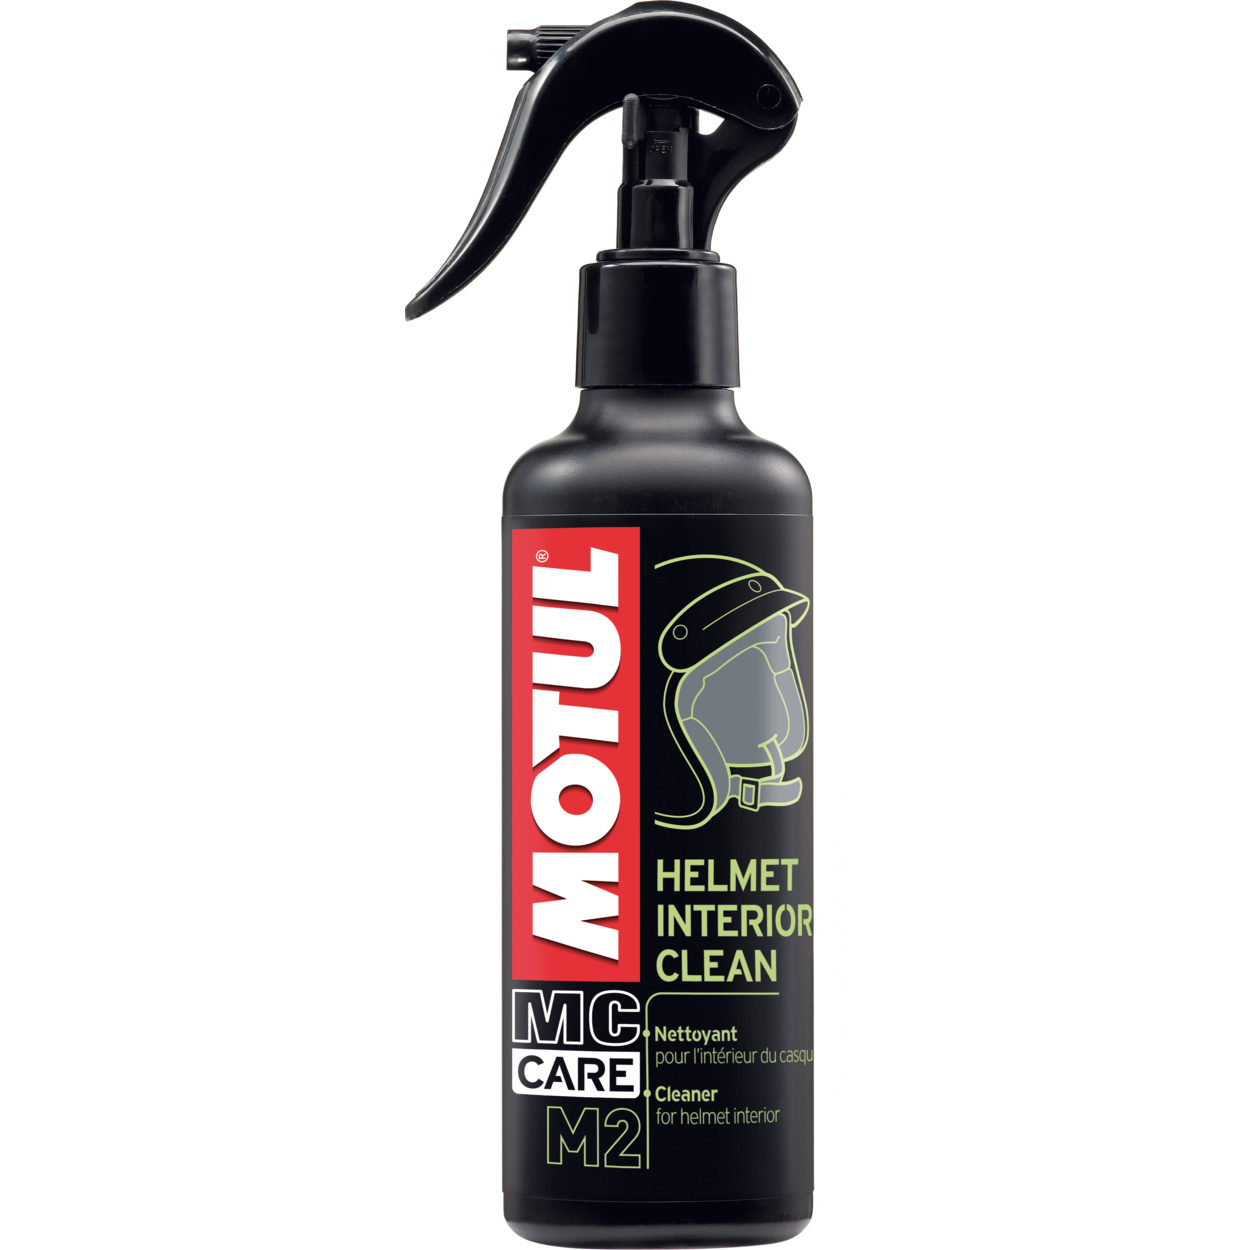 MOTUL®
HELMET
INTERIOR
CLEAN
MC
CARE
M2
Nettoyant
pour l'intérieur du casqu
Cleaner
for helmet interior